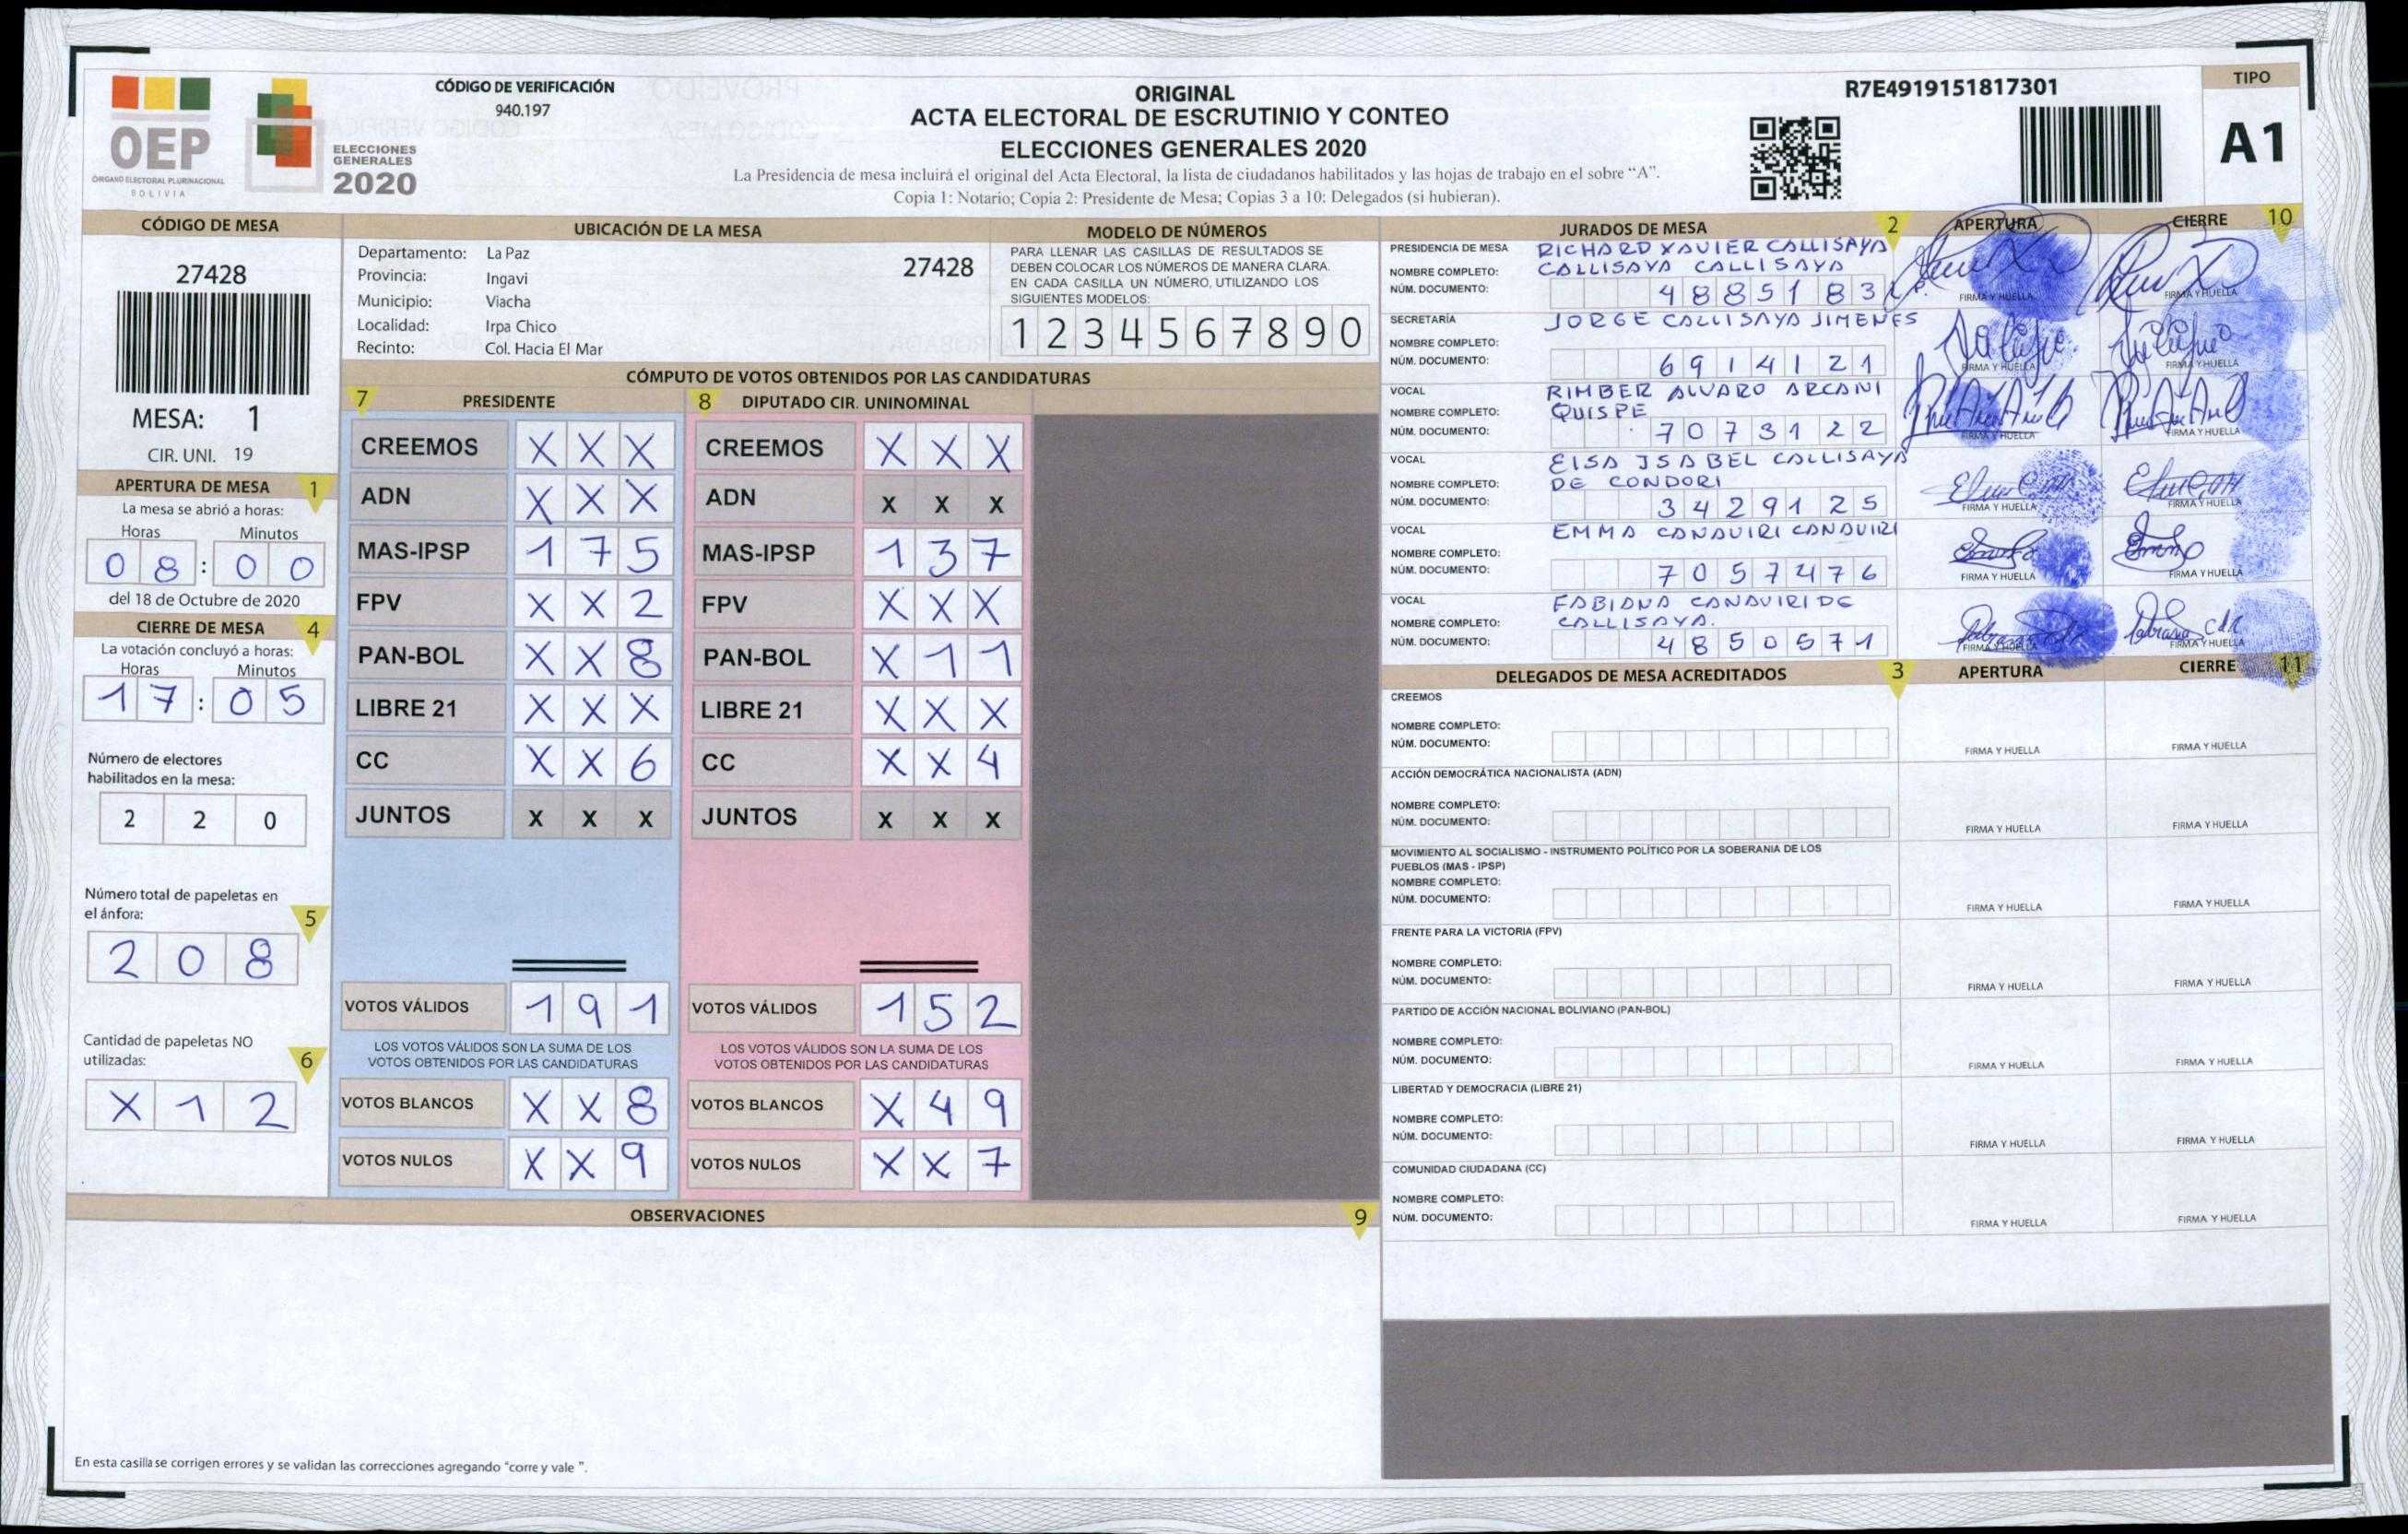 CÓDIGO DE VERIFICACIÓN
940.197
OEP
ÓRGANO ELECTORAL PLURINACIONAL
BOLIVIA
ELECCIONES
GENERALES
2020
ORIGINAL
ACTA ELECTORAL DE ESCRUTINIO Y CONTEO
ELECCIONES GENERALES 2020
La Presidencia de mesa incluirá el original del Acta Electoral, la lista de ciudadanos habilitados y las hojas de trabajo en el sobre “A”.
Copia 1: Notario; Copia 2: Presidente de Mesa; Copias 3 a 10: Delegados (si hubieran).
R7E4919151817301
TIPO
A1
CÓDIGO DE MESA
27428
MESA: 1
CIR. UNI. 19
APERTURA DE MESA 1
La mesa se abrió a horas:
Horas Minutos
0 8 : 0 0
del 18 de Octubre de 2020
CIERRE DE MESA 4
La votación concluyó a horas:
Horas Minutos
1 7 : 0 5
Número de electores
habilitados en la mesa:
2 2 0
Número total de papeletas en
el ánfora: 5
2 0 8
Cantidad de papeletas NO
utilizadas: 6
X 1 2
UBICACIÓN DE LA MESA
Departamento: La Paz
Provincia: Ingavi
Municipio: Viacha
Localidad: Irpa Chico
Recinto: Col. Hacia El Mar
27428
MODELO DE NÚMEROS
PARA LLENAR LAS CASILLAS DE RESULTADOS SE
DEBEN COLOCAR LOS NÚMEROS DE MANERA CLARA.
EN CADA CASILLA UN NÚMERO, UTILIZANDO LOS
SIGUIENTES MODELOS:
1 2 3 4 5 6 7 8 9 0
CÓMPUTO DE VOTOS OBTENIDOS POR LAS CANDIDATURAS
7 PRESIDENTE
CREEMOS X X X
ADN X X X
MAS-IPSP 1 7 5
FPV X X 2
PAN-BOL X X 8
LIBRE 21 X X X
CC X X 6
JUNTOS X X X
VOTOS VÁLIDOS 1 9 1
LOS VOTOS VÁLIDOS SON LA SUMA DE LOS
VOTOS OBTENIDOS POR LAS CANDIDATURAS
VOTOS BLANCOS X X 8
VOTOS NULOS X X 9
8 DIPUTADO CIR. UNINOMINAL
CREEMOS X X X
ADN X X X
MAS-IPSP 1 3 7
FPV X X X
PAN-BOL X 1 1
LIBRE 21 X X X
CC X X 4
JUNTOS X X X
VOTOS VÁLIDOS 1 5 2
LOS VOTOS VÁLIDOS SON LA SUMA DE LOS
VOTOS OBTENIDOS POR LAS CANDIDATURAS
VOTOS BLANCOS X 4 9
VOTOS NULOS X X 7
OBSERVACIONES 9
En esta casilla se corrigen errores y se validan las correcciones agregando “corre y vale ”.
JURADOS DE MESA 2 APERTURA CIERRE 10
PRESIDENCIA DE MESA RICHARD XAVIER CALLISAYA
NOMBRE COMPLETO: CALLISAYA CALLISAYA
NÚM. DOCUMENTO: 4 8 8 5 1 8 3 FIRMA Y HUELLA FIRMA Y HUELLA
SECRETARÍA JORGE CALLISAYA JIMENES
NOMBRE COMPLETO:
NÚM. DOCUMENTO: 6 9 1 4 1 2 1 FIRMA Y HUELLA FIRMA Y HUELLA
VOCAL RIMBER ALVARO ARCANI
NOMBRE COMPLETO: QUISPE
NÚM. DOCUMENTO: 7 0 7 3 1 2 2 FIRMA Y HUELLA FIRMA Y HUELLA
VOCAL ELSA ISABEL CALLISAYA
NOMBRE COMPLETO: DE CONDORI
NÚM. DOCUMENTO: 3 4 2 9 1 2 5 FIRMA Y HUELLA FIRMA Y HUELLA
VOCAL EMMA CANAVIRI CANAVIRI
NOMBRE COMPLETO:
NÚM. DOCUMENTO: 7 0 5 7 4 7 6 FIRMA Y HUELLA FIRMA Y HUELLA
VOCAL FABIANA CANAVIRI DE
NOMBRE COMPLETO: CALLISAYA.
NÚM. DOCUMENTO: 4 8 5 0 5 7 1 FIRMA Y HUELLA FIRMA Y HUELLA
DELEGADOS DE MESA ACREDITADOS 3 APERTURA CIERRE 11
CREEMOS
NOMBRE COMPLETO:
NÚM. DOCUMENTO: FIRMA Y HUELLA FIRMA Y HUELLA
ACCIÓN DEMOCRÁTICA NACIONALISTA (ADN)
NOMBRE COMPLETO:
NÚM. DOCUMENTO: FIRMA Y HUELLA FIRMA Y HUELLA
MOVIMIENTO AL SOCIALISMO - INSTRUMENTO POLÍTICO POR LA SOBERANIA DE LOS
PUEBLOS (MAS - IPSP)
NOMBRE COMPLETO:
NÚM. DOCUMENTO: FIRMA Y HUELLA FIRMA Y HUELLA
FRENTE PARA LA VICTORIA (FPV)
NOMBRE COMPLETO:
NÚM. DOCUMENTO: FIRMA Y HUELLA FIRMA Y HUELLA
PARTIDO DE ACCIÓN NACIONAL BOLIVIANO (PAN-BOL)
NOMBRE COMPLETO:
NÚM. DOCUMENTO: FIRMA Y HUELLA FIRMA Y HUELLA
LIBERTAD Y DEMOCRACIA (LIBRE 21)
NOMBRE COMPLETO:
NÚM. DOCUMENTO: FIRMA Y HUELLA FIRMA Y HUELLA
COMUNIDAD CIUDADANA (CC)
NOMBRE COMPLETO:
NÚM. DOCUMENTO: FIRMA Y HUELLA FIRMA Y HUELLA